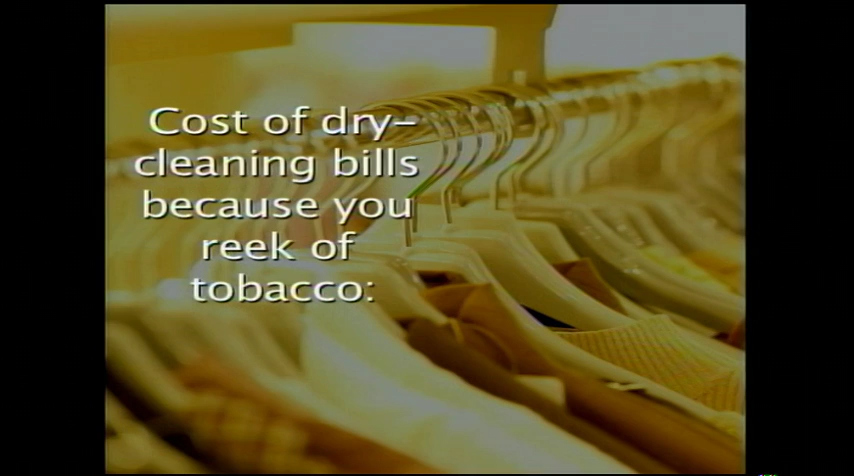 Cost of dry-
cleaning bills
because you
reek of
tobacco: